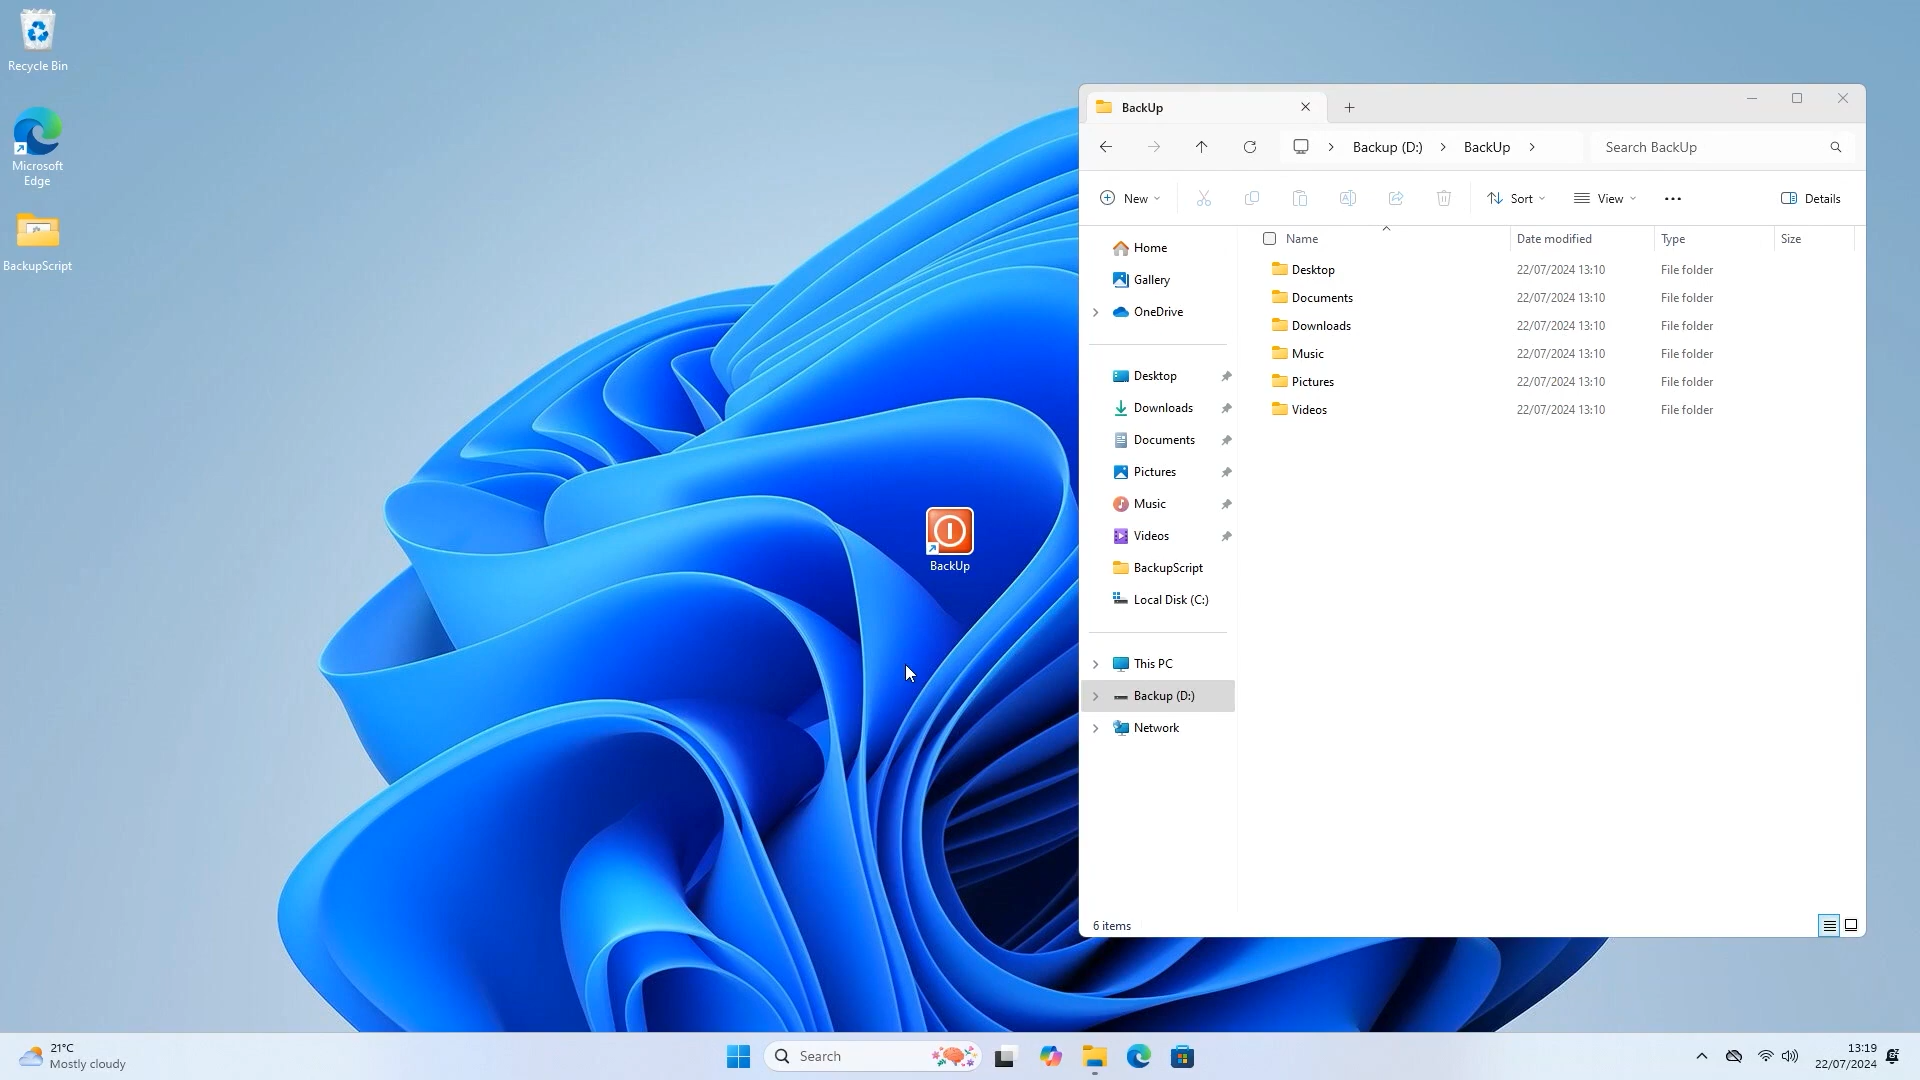 Recycle Bin
Microsoft
Edge
BackupScript
BackUp
BackUp
Backup (D:)
BackUp
Search BackUp
New
Sort
View
Details
Home
Gallery
OneDrive
Desktop
Downloads
Documents
Pictures
Music
Videos
BackupScript
Local Disk (C:)
This PC
Backup (D:)
Network
Name Date modified Type Size
Desktop 22/07/2024 13:10 File folder
Documents 22/07/2024 13:10 File folder
Downloads 22/07/2024 13:10 File folder
Music 22/07/2024 13:10 File folder
Pictures 22/07/2024 13:10 File folder
Videos 22/07/2024 13:10 File folder
6 items
21°C
Mostly cloudy
Search
13:19
22/07/2024